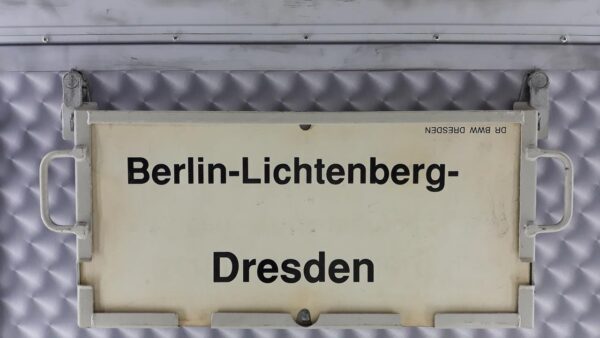 DR BWW DRESDEN
Berlin-Lichtenberg-
Dresden